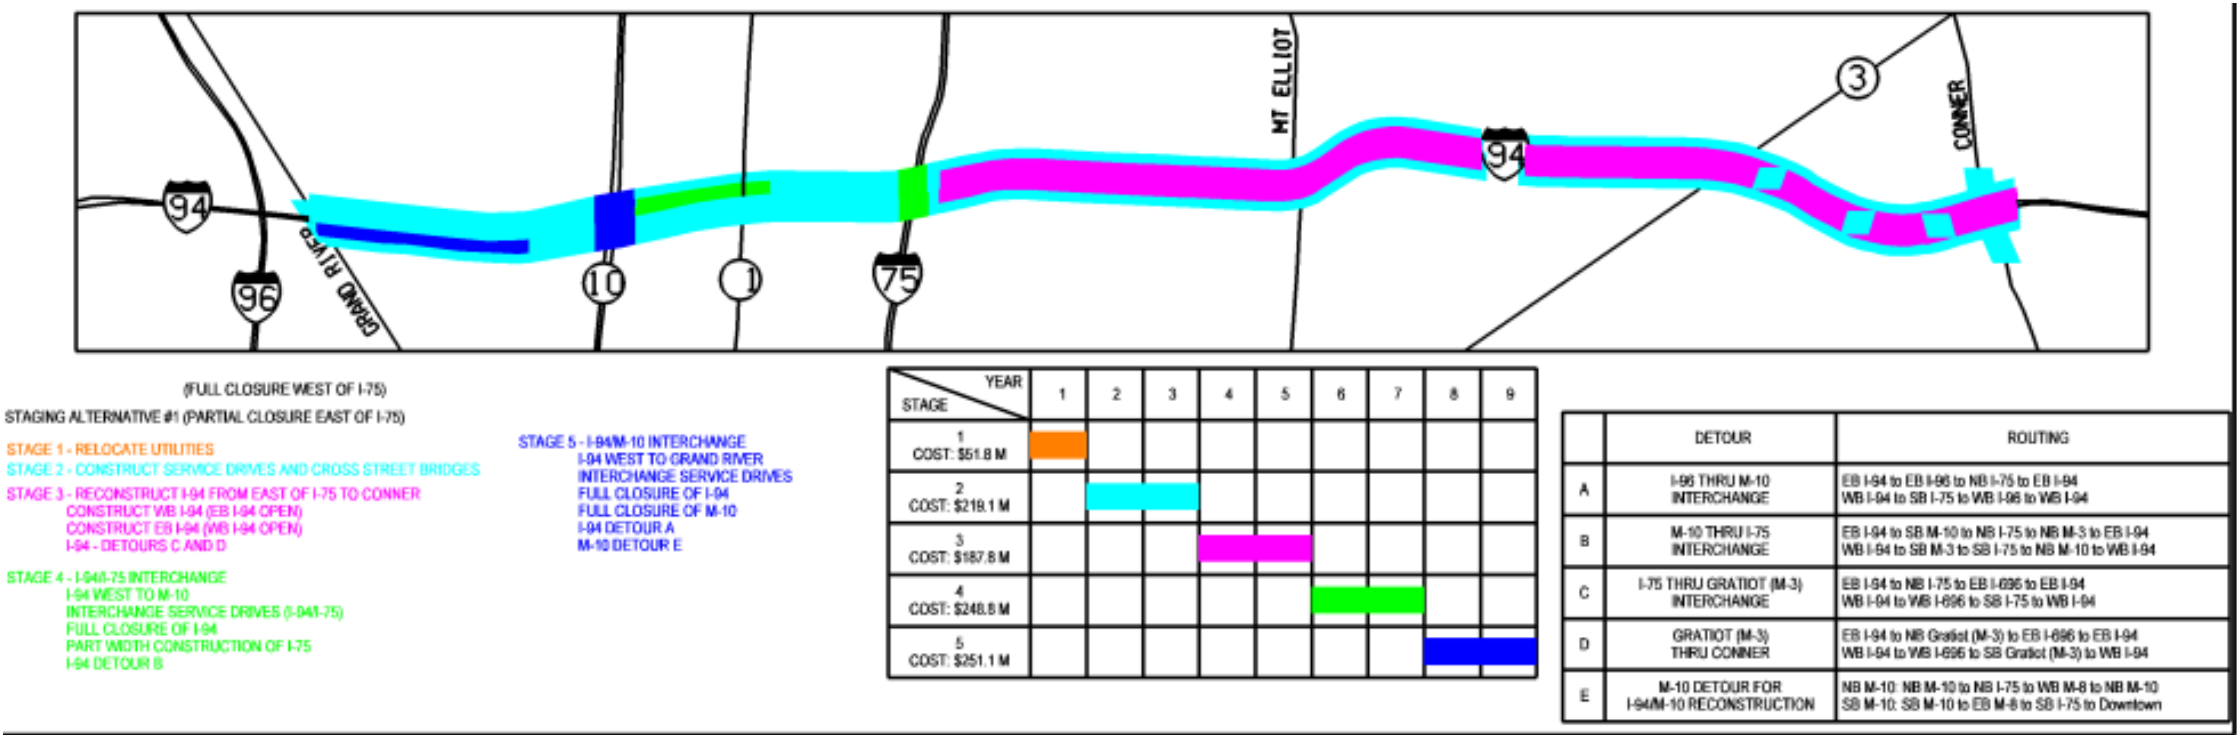 MT ELLIOT
3
CONNER
94
94
GRAND RIVER
96
10
1
75
(FULL CLOSURE WEST OF I-75)
STAGING ALTERNATIVE #1 (PARTIAL CLOSURE EAST OF I-75)
STAGE 1 - RELOCATE UTILITIES
STAGE 2 - CONSTRUCT SERVICE DRIVES AND CROSS STREET BRIDGES
STAGE 3 - RECONSTRUCT I-94 FROM EAST OF I-75 TO CONNER
CONSTRUCT WB I-94 (EB I-94 OPEN)
CONSTRUCT EB I-94 (WB I-94 OPEN)
I-94 - DETOURS C AND D
STAGE 4 - I-94/I-75 INTERCHANGE
I-94 WEST TO M-10
INTERCHANGE SERVICE DRIVES (I-94/I-75)
FULL CLOSURE OF I-94
PART WIDTH CONSTRUCTION OF I-75
I-94 DETOUR B
STAGE 5 - I-94/M-10 INTERCHANGE
I-94 WEST TO GRAND RIVER
INTERCHANGE SERVICE DRIVES
FULL CLOSURE OF I-94
FULL CLOSURE OF M-10
I-94 DETOUR A
M-10 DETOUR E
YEAR
STAGE
1 2 3 4 5 6 7 8 9
1
COST: $51.8 M
2
COST: $219.1 M
3
COST: $187.8 M
4
COST: $248.8 M
5
COST: $251.1 M
DETOUR ROUTING
A
I-96 THRU M-10
INTERCHANGE
EB I-94 to EB I-96 to NB I-75 to EB I-94
WB I-94 to SB I-75 to WB I-96 to WB I-94
B
M-10 THRU I-75
INTERCHANGE
EB I-94 to SB M-10 to NB I-75 to NB M-3 to EB I-94
WB I-94 to SB M-3 to SB I-75 to NB M-10 to WB I-94
C
I-75 THRU GRATIOT (M-3)
INTERCHANGE
EB I-94 to NB I-75 to EB I-696 to EB I-94
WB I-94 to WB I-696 to SB I-75 to WB I-94
D
GRATIOT (M-3)
THRU CONNER
EB I-94 to NB Gratiot (M-3) to EB I-696 to EB I-94
WB I-94 to WB I-696 to SB Gratiot (M-3) to WB I-94
E
M-10 DETOUR FOR
I-94/M-10 RECONSTRUCTION
NB M-10: NB M-10 to NB I-75 to WB M-8 to NB M-10
SB M-10: SB M-10 to EB M-8 to SB I-75 to Downtown